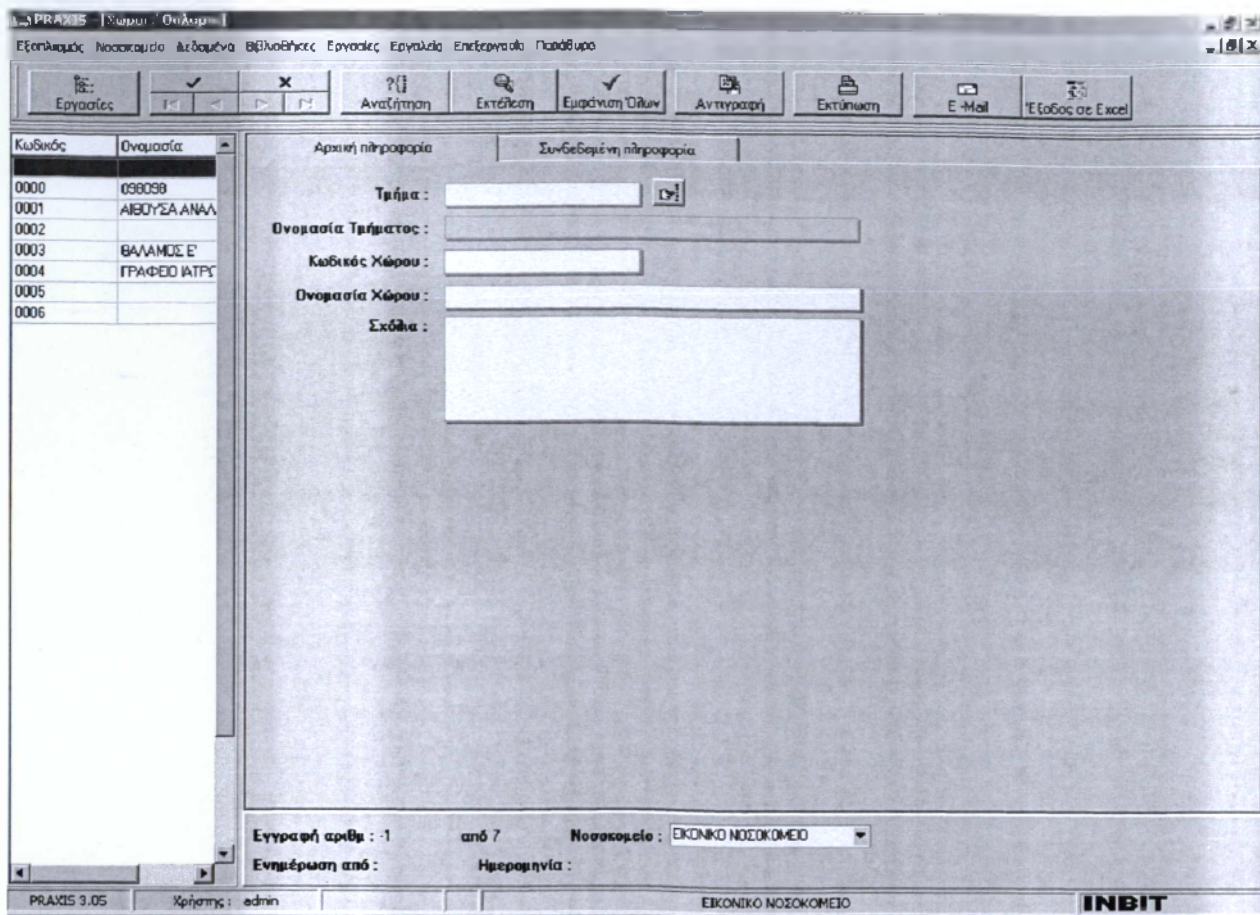 PRAXIS - [Χώροι / Θάλαμοι]
Εξοπλισμός Νοσοκομείο Δεδομένα Βιβλιοθήκες Εργασίες Εργαλεία Επεξεργασία Παράθυρο
Εργασίες
Αναζήτηση
Εκτέλεση
Εμφάνιση Όλων
Αντιγραφή
Εκτύπωση
E -Mail
Έξοδος σε Excel
Κωδικός Ονομασία
0000 098098
0001 ΑΙΘΟΥΣΑ ΑΝΑΛ
0002
0003 ΘΑΛΑΜΟΣ Ε'
0004 ΓΡΑΦΕΙΟ ΙΑΤΡΟ
0005
0006
Αρχική πληροφορία
Συνδεδεμένη πληροφορία
Τμήμα :
Ονομασία Τμήματος :
Κωδικός Χώρου :
Ονομασία Χώρου :
Σχόλια :
Εγγραφή αριθμ : -1 από 7 Νοσοκομείο : ΕΙΚΟΝΙΚΟ ΝΟΣΟΚΟΜΕΙΟ
Ενημέρωση από : Ημερομηνία :
PRAXIS 3.05 Χρήστης : admin ΕΙΚΟΝΙΚΟ ΝΟΣΟΚΟΜΕΙΟ INBIT